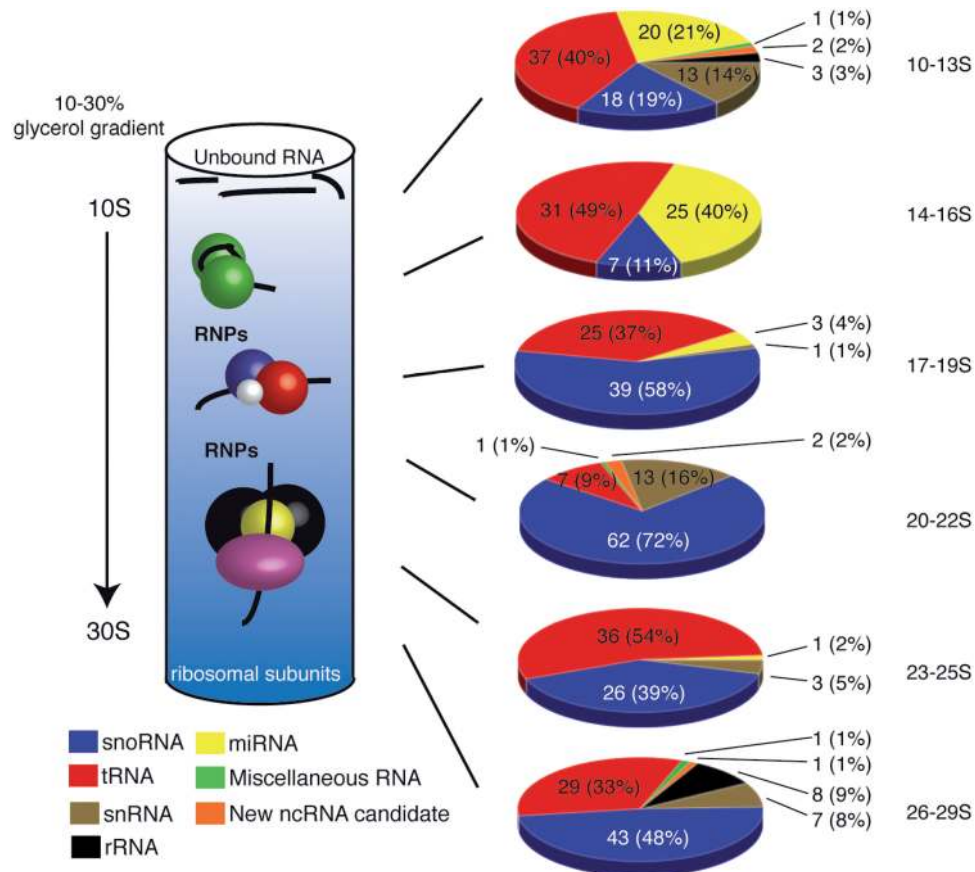 10-30%
glycerol gradient
Unbound RNA
10S
RNPs
RNPs
30S
ribosomal subunits
snoRNA
tRNA
snRNA
rRNA
miRNA
Miscellaneous RNA
New ncRNA candidate
37 (40%)
20 (21%)
1 (1%)
2 (2%)
3 (3%)
13 (14%)
18 (19%)
10-13S
31 (49%)
25 (40%)
7 (11%)
14-16S
25 (37%)
3 (4%)
1 (1%)
39 (58%)
17-19S
1 (1%)
2 (2%)
7 (9%)
13 (16%)
62 (72%)
20-22S
36 (54%)
1 (2%)
3 (5%)
26 (39%)
23-25S
29 (33%)
1 (1%)
1 (1%)
8 (9%)
7 (8%)
43 (48%)
26-29S